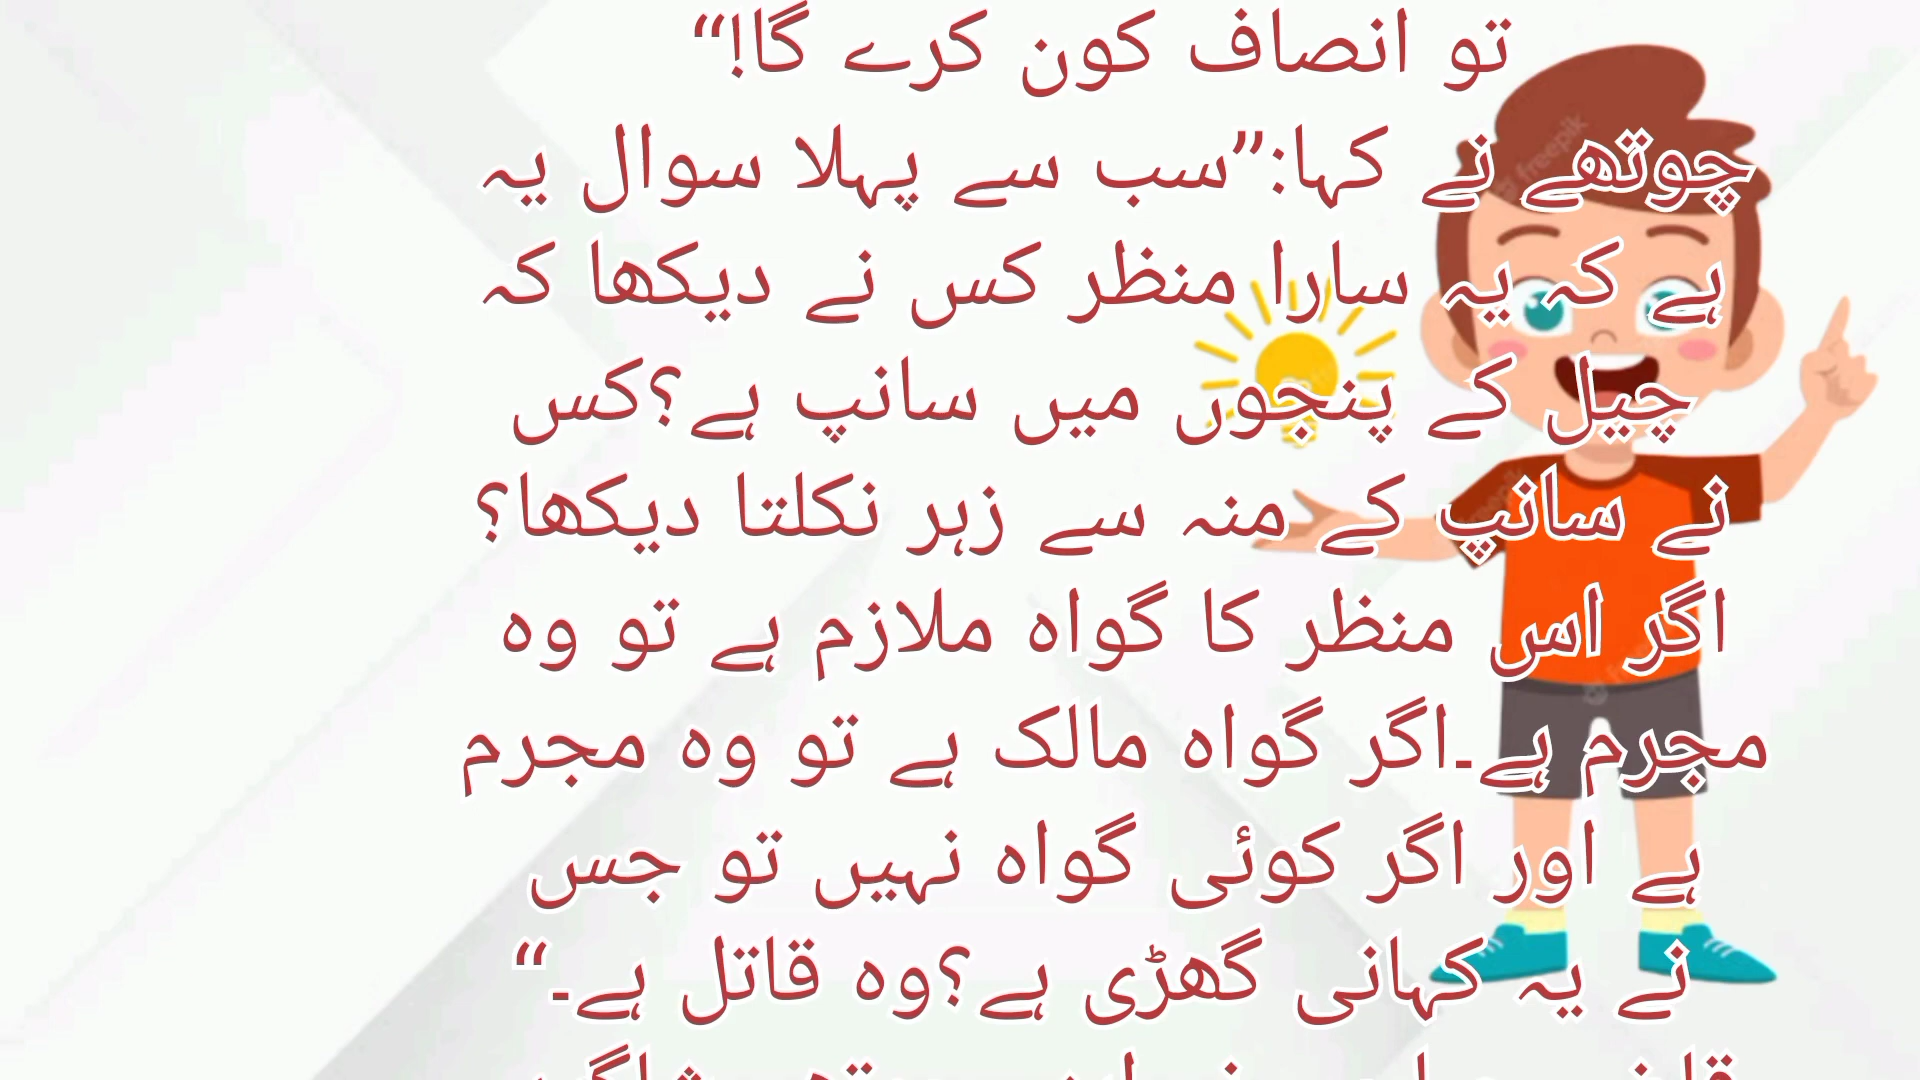 تو انصاف کون کرے گا!“
چوتھے نے کہا:”سب سے پہلا سوال یہ
ہے کہ یہ سارا منظر کس نے دیکھا کہ
چیل کے پنجوں میں سانپ ہے؟کس
نے سانپ کے منہ سے زہر نکلتا دیکھا؟
اگر اس منظر کا گواہ ملازم ہے تو وہ
مجرم ہے۔اگر گواہ مالک ہے تو وہ مجرم
ہے اور اگر کوئی گواہ نہیں تو جس
نے یہ کہانی گھڑی ہے؟وہ قاتل ہے۔“